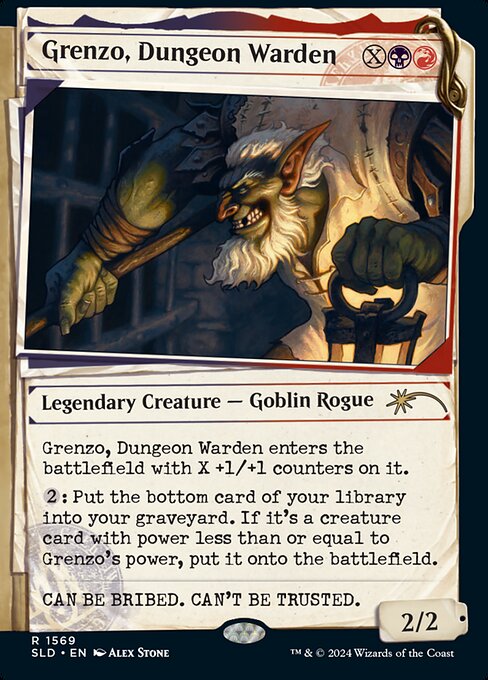 Grenzo, Dungeon Warden X
Legendary Creature — Goblin Rogue
Grenzo, Dungeon Warden enters the
battlefield with X +1/+1 counters on it.
2: Put the bottom card of your library
into your graveyard. If it's a creature
card with power less than or equal to
Grenzo's power, put it onto the battlefield.
CAN BE BRIBED. CAN'T BE TRUSTED.
2/2
R 1569
SLD • EN ALEX STONE
™ & © 2024 Wizards of the Coast